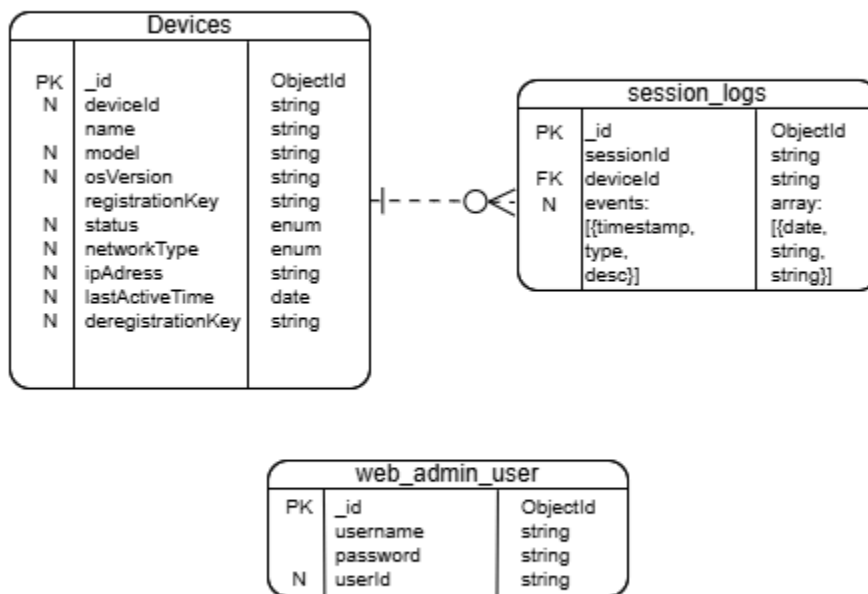 Devices
PK _id ObjectId
N deviceId string
name string
N model string
N osVersion string
registrationKey string
N status enum
N networkType enum
N ipAdress string
N lastActiveTime date
N deregistrationKey string
session_logs
PK _id ObjectId
sessionId string
FK deviceId string
N events: array:
[{timestamp, [{date,
type, string,
desc}] string}]
web_admin_user
PK _id ObjectId
username string
password string
N userId string